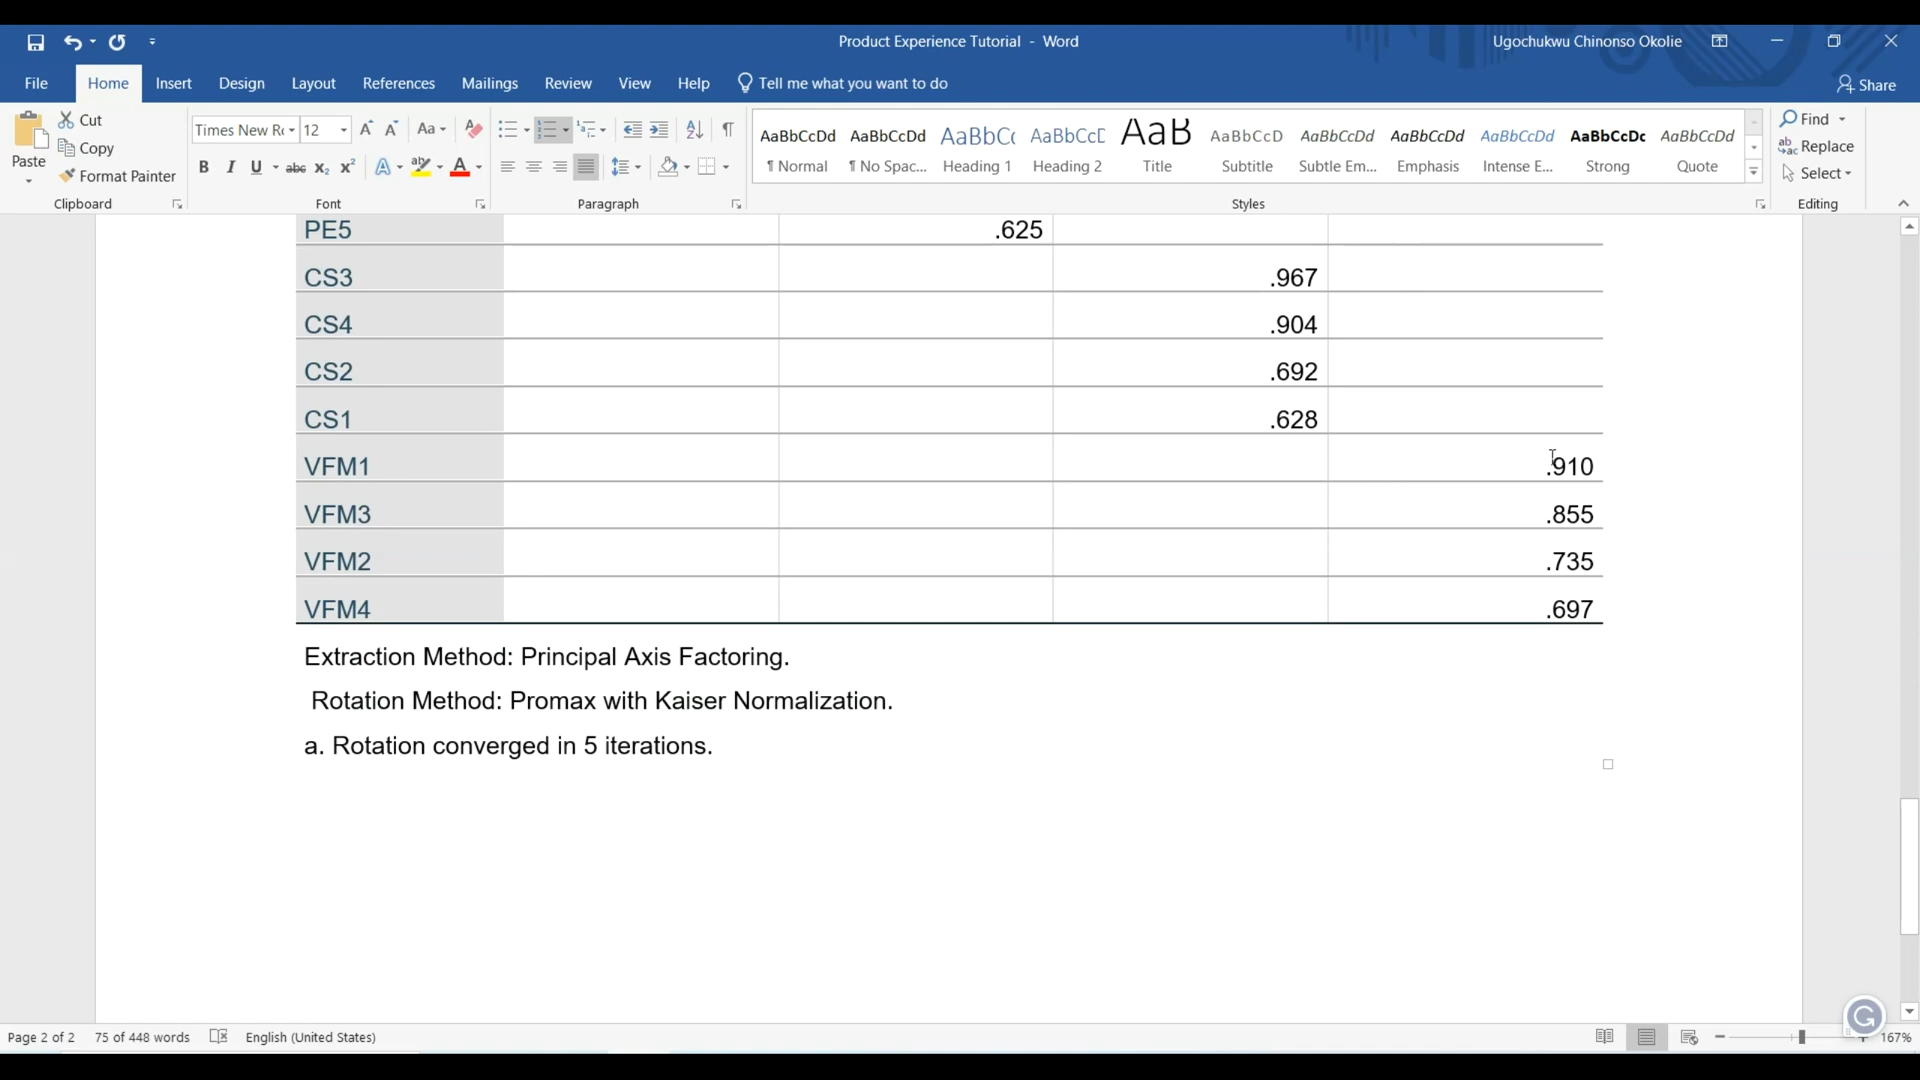 Product Experience Tutorial - Word
Ugochukwu Chinonso Okolie
File Home Insert Design Layout References Mailings Review View Help Tell me what you want to do
Share
Paste
Cut
Copy
Format Painter
Clipboard
Times New Ro 12
Font
Paragraph
AaBbCcDd AaBbCcDd AaBbC( AaBbCcD AaB AaBbCcD AaBbCcDd AaBbCcDd AaBbCcDd AaBbCcDc AaBbCcDd
¶ Normal ¶ No Spac... Heading 1 Heading 2 Title Subtitle Subtle Em... Emphasis Intense E... Strong Quote
Styles
Find
Replace
Select
Editing
PE5 .625
CS3 .967
CS4 .904
CS2 .692
CS1 .628
VFM1 .910
VFM3 .855
VFM2 .735
VFM4 .697
Extraction Method: Principal Axis Factoring.
Rotation Method: Promax with Kaiser Normalization.
a. Rotation converged in 5 iterations.
Page 2 of 2 75 of 448 words English (United States) 167%